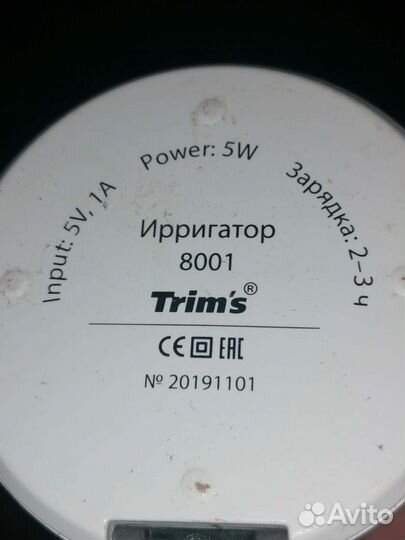 Input: 5V, 1A
Power: 5W
Зарядка: 2–3 ч
Ирригатор
8001
Trim's®
CE EAC
№ 20191101
Avito